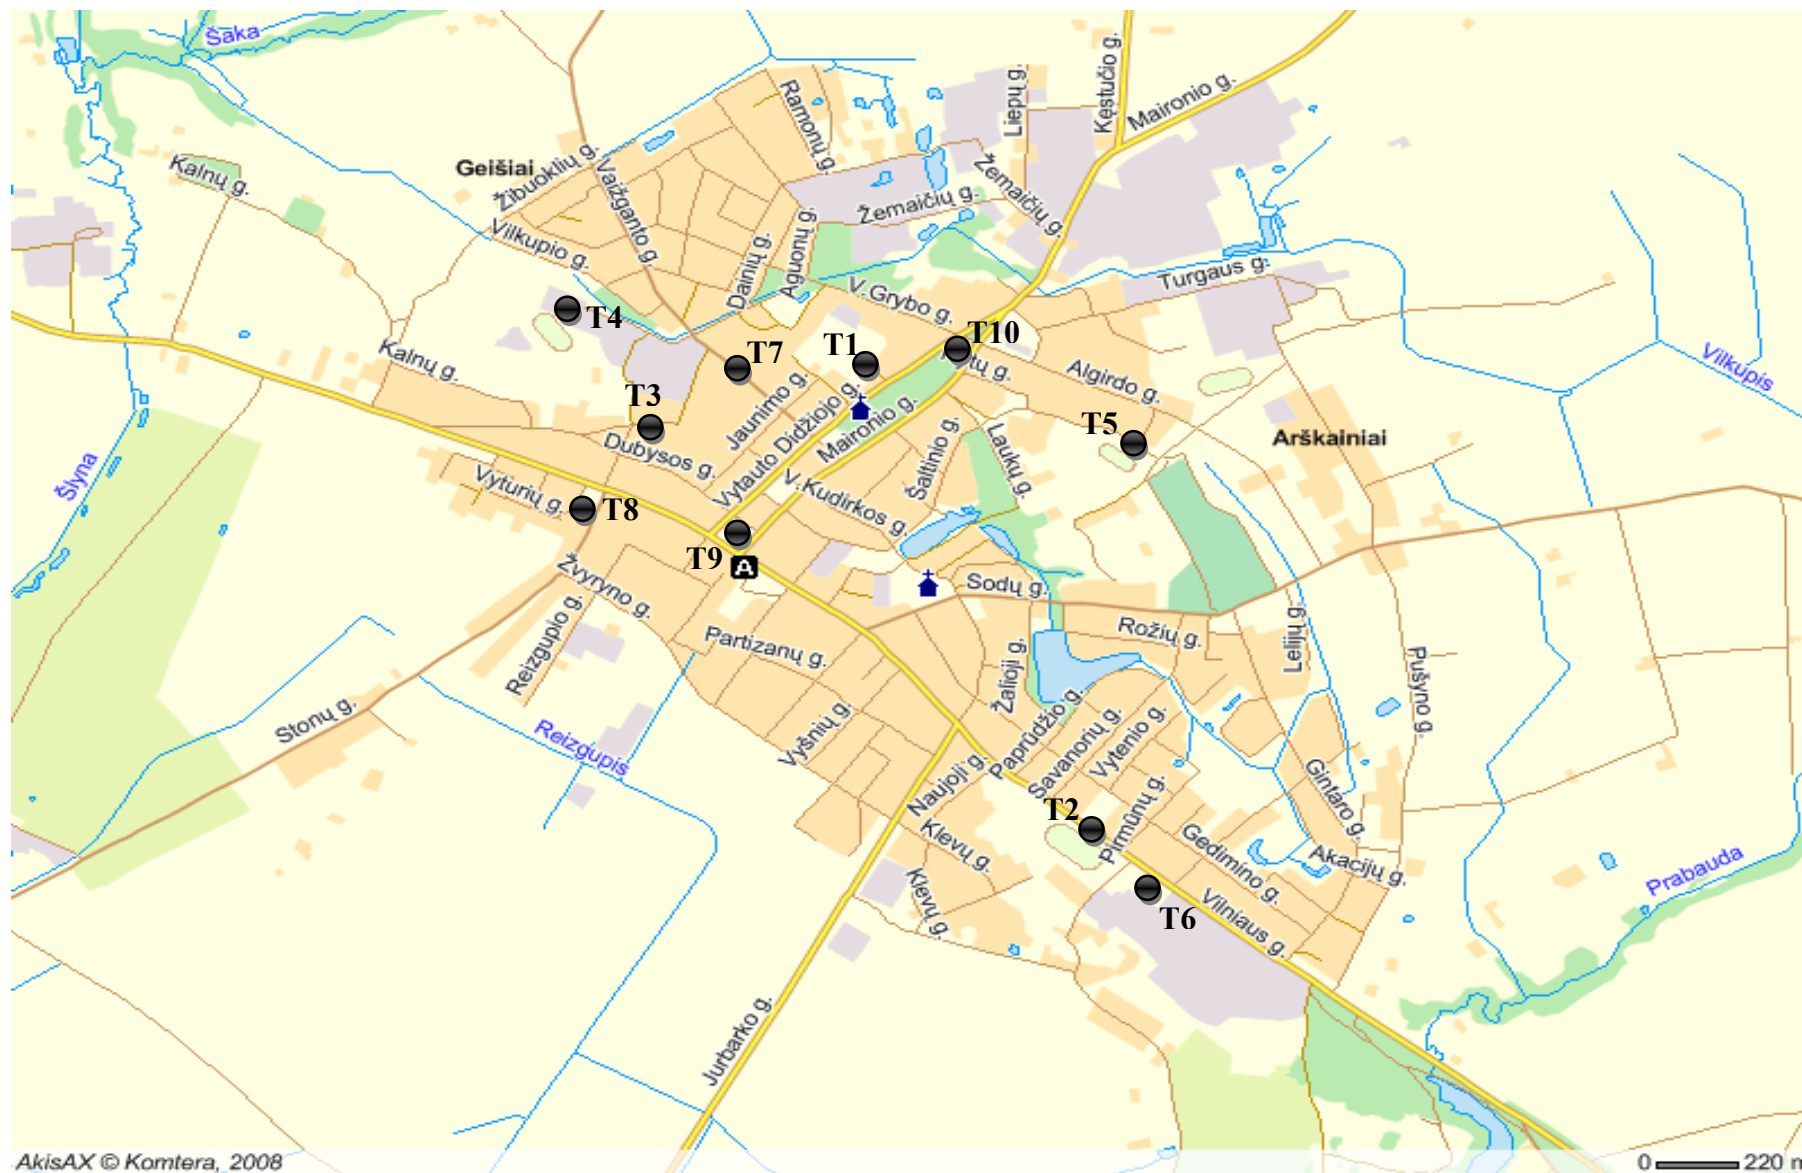 Šaka
Kęstučio g.
Maironio g.
Liepų g.
Ramonų g.
Geišiai
Kalnų g.
Žibuoklių g.
Vaižganto g.
Žemaičių g.
Žemaičių g.
Vilkupio g.
Dainių g.
Aguonų g.
V.Grybo g.
Turgaus g.
T4
T10
T1
T7
Kalnų g.
Algirdo g.
Vilkupis
T3
Jaunimo g.
Vytauto Didžiojo g.
Maironio g.
T5
Arškainiai
Dubysos g.
Šaltinio g.
Laukų g.
Šlyna
Vyturių g.
T8
V.Kudirkos g.
T9
A
Žvyryno g.
Sodų g.
Reizgupio g.
Partizanų g.
Rožių g.
Lelijų g.
Žalioji g.
Pušyno g.
Stonų g.
Reizgupis
Vyšnių g.
Paprūdžio g.
Savanorių g.
Vytenio g.
Naujoji g.
Gintaro g.
T2
Pirmūnų g.
Klevų g.
Gedimino g.
Akacijų g.
Klevų g.
T6
Vilniaus g.
Prabauda
Jurbarko g.
AkisAX © Komtera, 2008
0 220